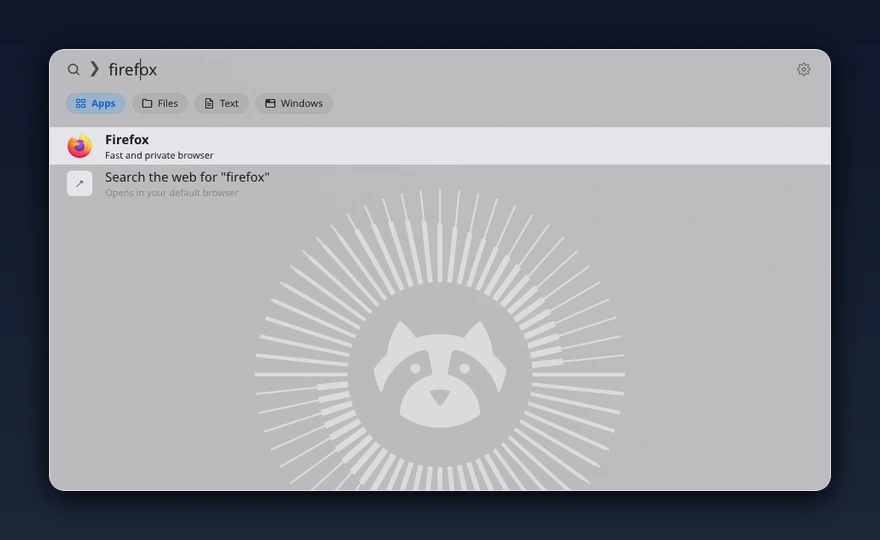 firefox
Apps Files Text Windows
Firefox
Fast and private browser
Search the web for "firefox"
Opens in your default browser